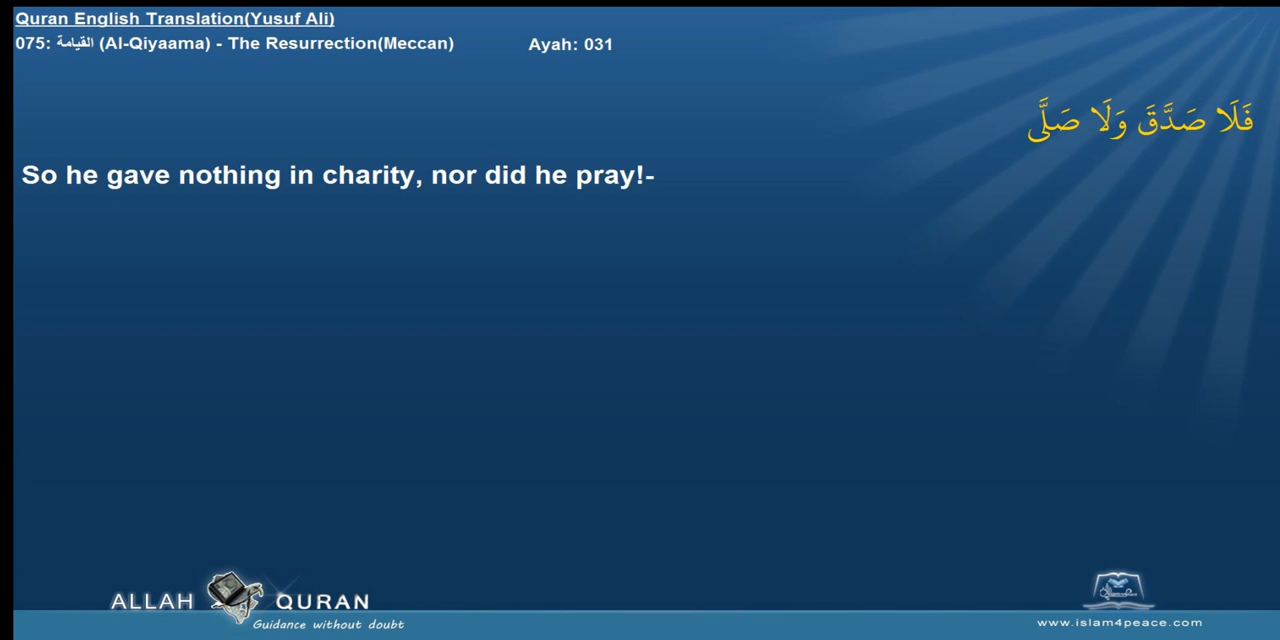 Quran English Translation(Yusuf Ali)
075: القيامة (Al-Qiyaama) - The Resurrection(Meccan) Ayah: 031
فَلَا صَدَّقَ وَلَا صَلَّى
So he gave nothing in charity, nor did he pray!-
ALLAH QURAN
Guidance without doubt
www.islam4peace.com